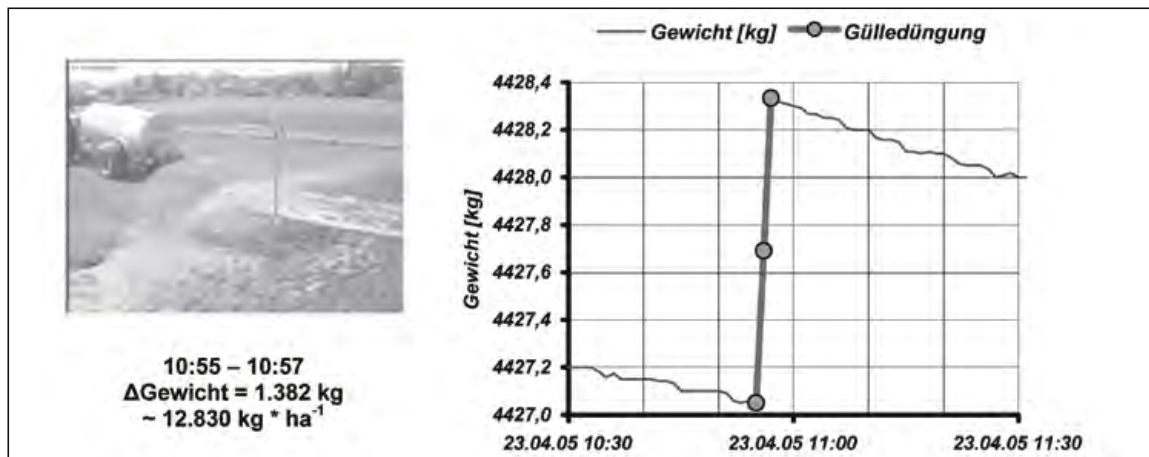 Gewicht [kg] Gülledüngung
4428,4
4428,2
4428,0
4427,8
4427,6
4427,4
4427,2
4427,0
Gewicht [kg]
23.04.05 10:30 23.04.05 11:00 23.04.05 11:30
10:55 – 10:57
ΔGewicht = 1.382 kg
~ 12.830 kg * ha⁻¹